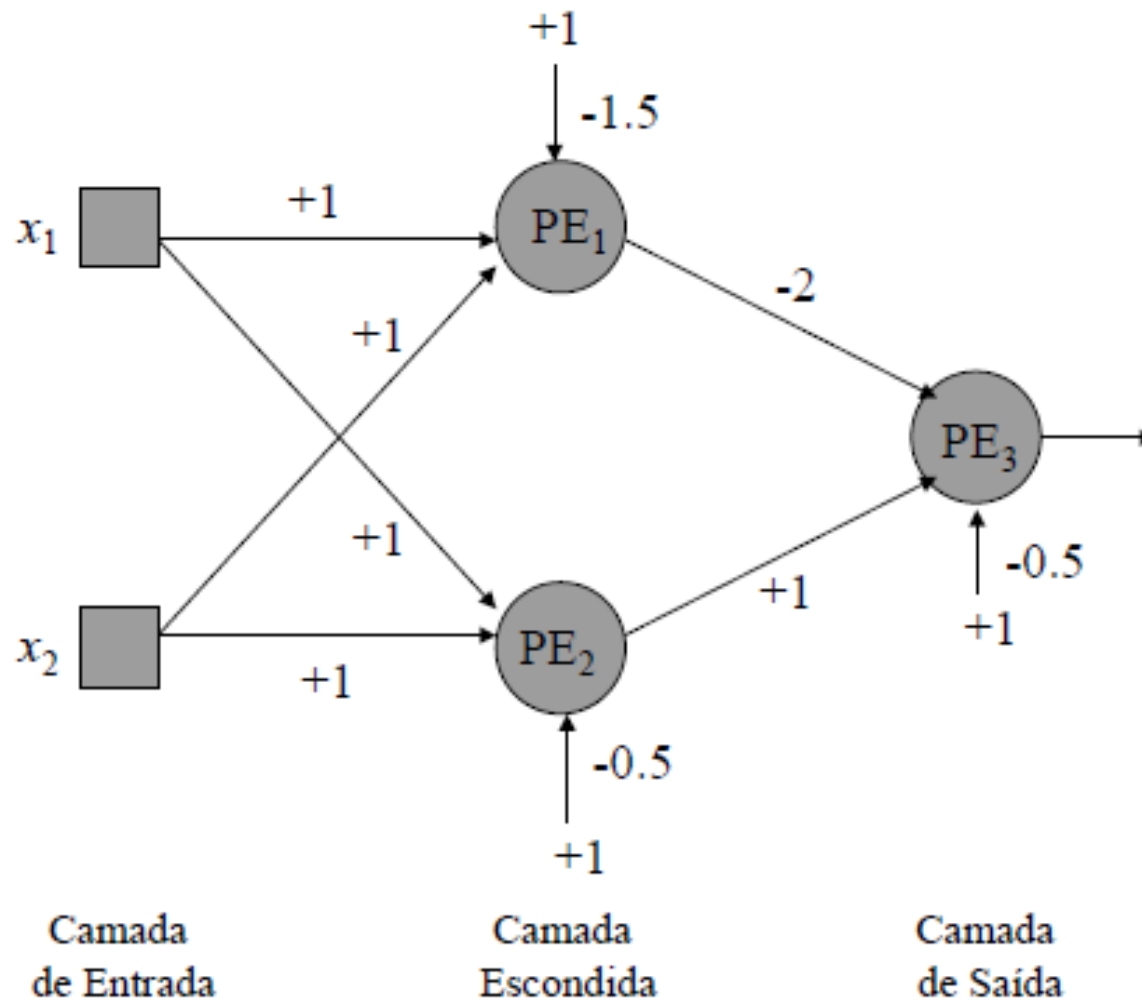 +1
-1.5
x1
+1
PE1
-2
+1
PE3
+1
-0.5
+1
+1
x2
+1
PE2
-0.5
+1
Camada
de Entrada
Camada
Escondida
Camada
de Saída